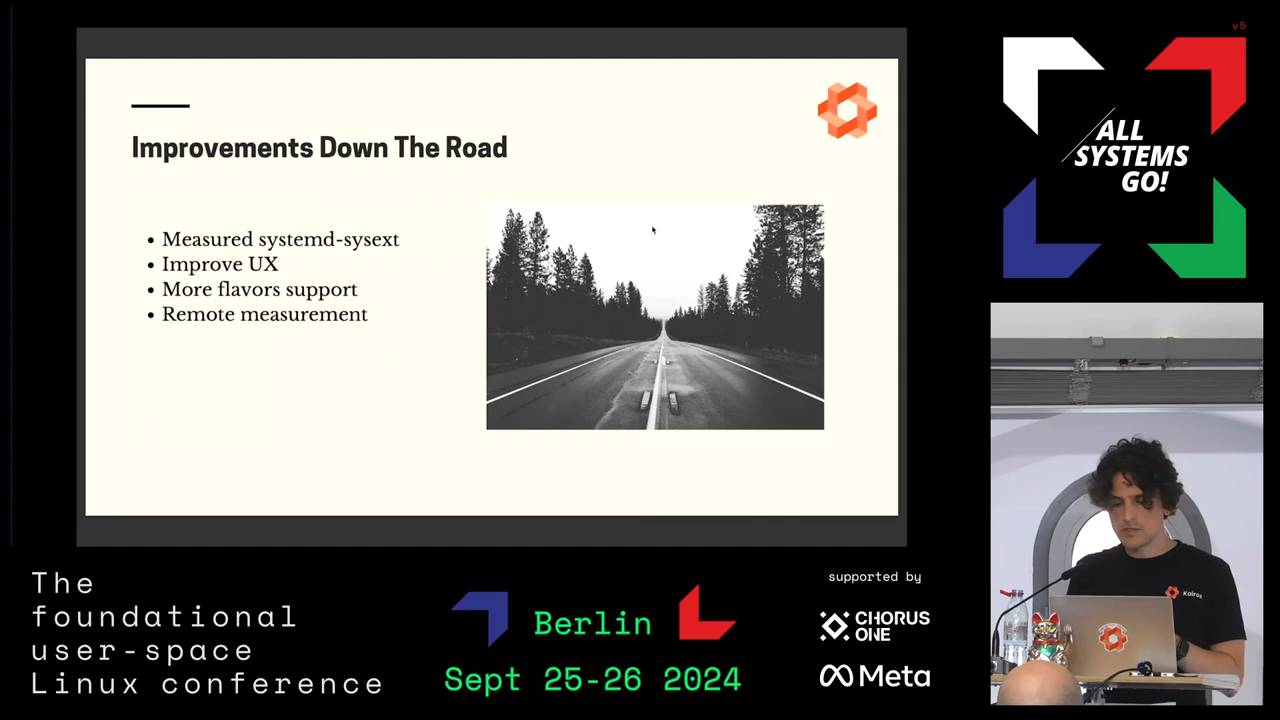 Improvements Down The Road
• Measured systemd-sysext
• Improve UX
• More flavors support
• Remote measurement
v5
ALL
SYSTEMS
GO!
Kairos
The
foundational
user-space
Linux conference
Berlin
Sept 25-26 2024
supported by
CHORUS
ONE
Meta